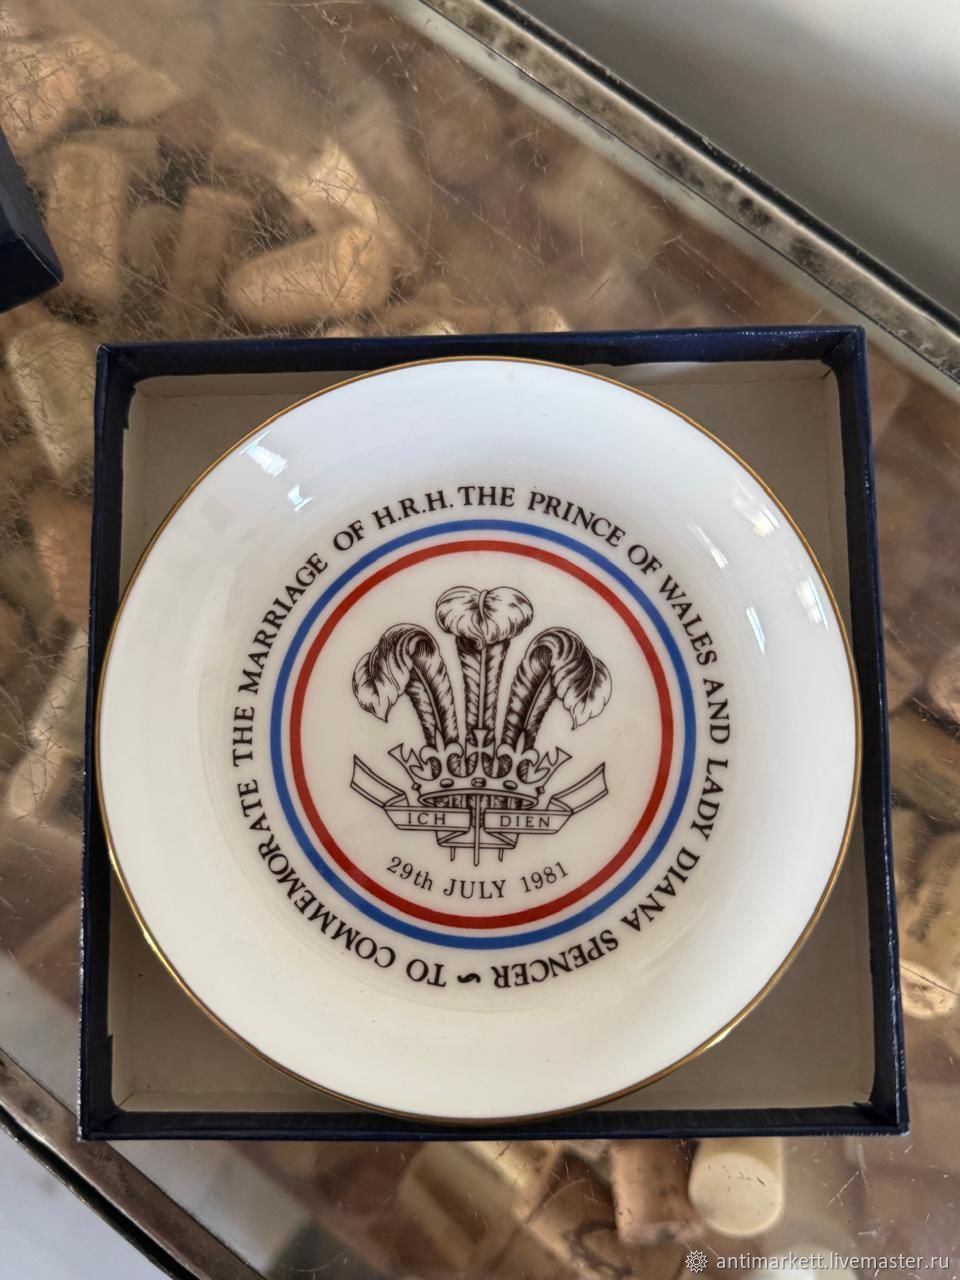 TO COMMEMORATE THE MARRIAGE OF H.R.H. THE PRINCE OF WALES AND LADY DIANA SPENCER ~
ICH DIEN
29th JULY 1981
antimarkett.livemaster.ru